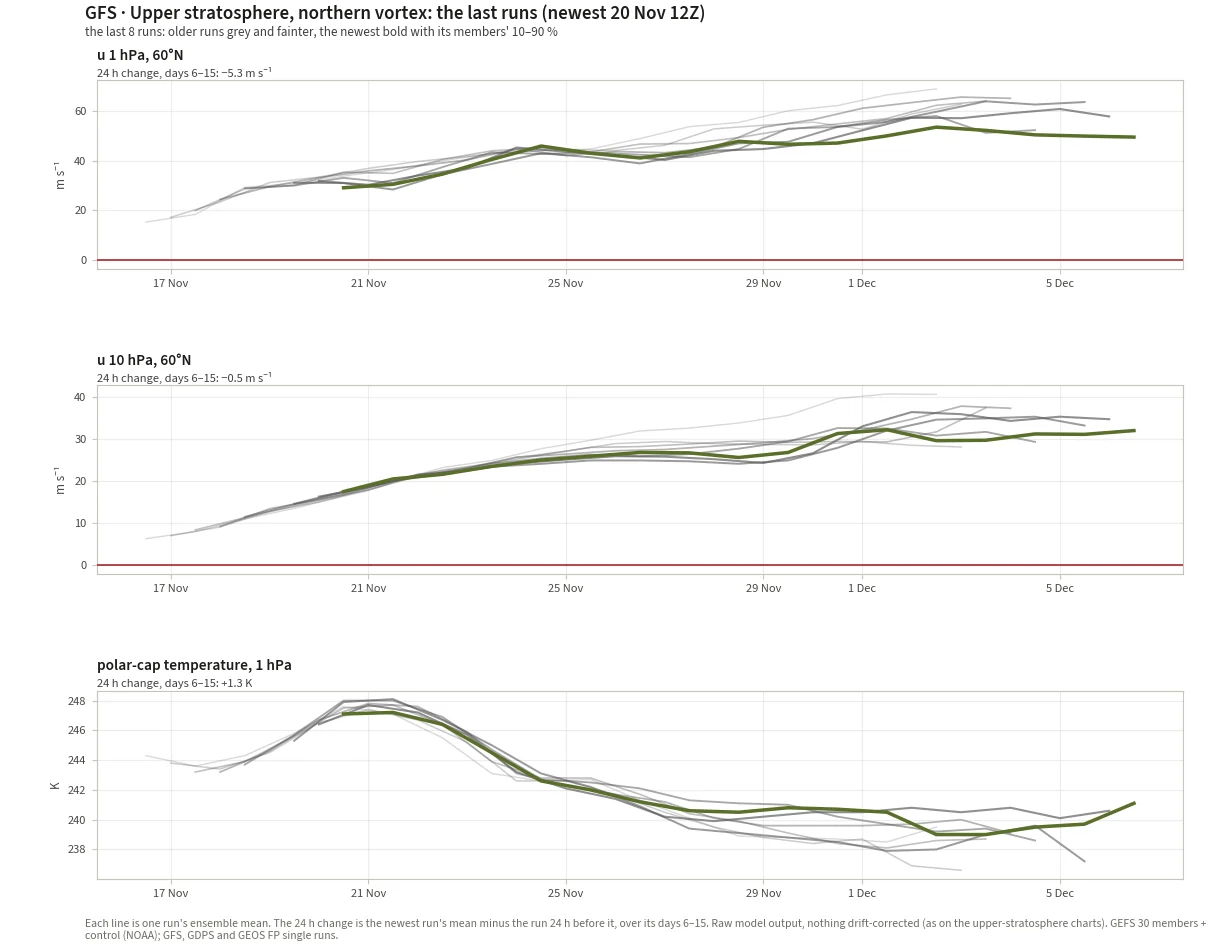 GFS · Upper stratosphere, northern vortex: the last runs (newest 20 Nov 12Z)
the last 8 runs: older runs grey and fainter, the newest bold with its members' 10–90 %
u 1 hPa, 60°N
24 h change, days 6–15: −5.3 m s⁻¹
60
40
20
0
m s⁻¹
17 Nov 21 Nov 25 Nov 29 Nov 1 Dec 5 Dec
u 10 hPa, 60°N
24 h change, days 6–15: −0.5 m s⁻¹
40
30
20
10
0
m s⁻¹
17 Nov 21 Nov 25 Nov 29 Nov 1 Dec 5 Dec
polar-cap temperature, 1 hPa
24 h change, days 6–15: +1.3 K
248
246
244
242
240
238
K
17 Nov 21 Nov 25 Nov 29 Nov 1 Dec 5 Dec
Each line is one run's ensemble mean. The 24 h change is the newest run's mean minus the run 24 h before it, over its days 6–15. Raw model output, nothing drift-corrected (as on the upper-stratosphere charts). GEFS 30 members +
control (NOAA); GFS, GDPS and GEOS FP single runs.